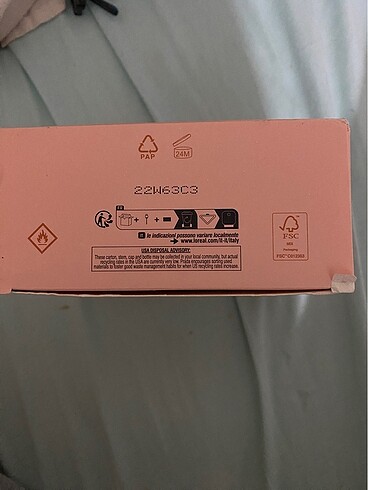 PAP
24M
22W63C3
FR
+ +
le indicazioni possono variare localmente
www.loreal.com/it-it/italy
FSC
MIX
Packaging
USA DISPOSAL ADVISORY:
These carton, stem, cap and bottle may be collected in your local community, but actual
recycling rates in the USA are currently very low. Prada encourages sorting used
materials to foster good waste management habits for when US recycling rates increase.